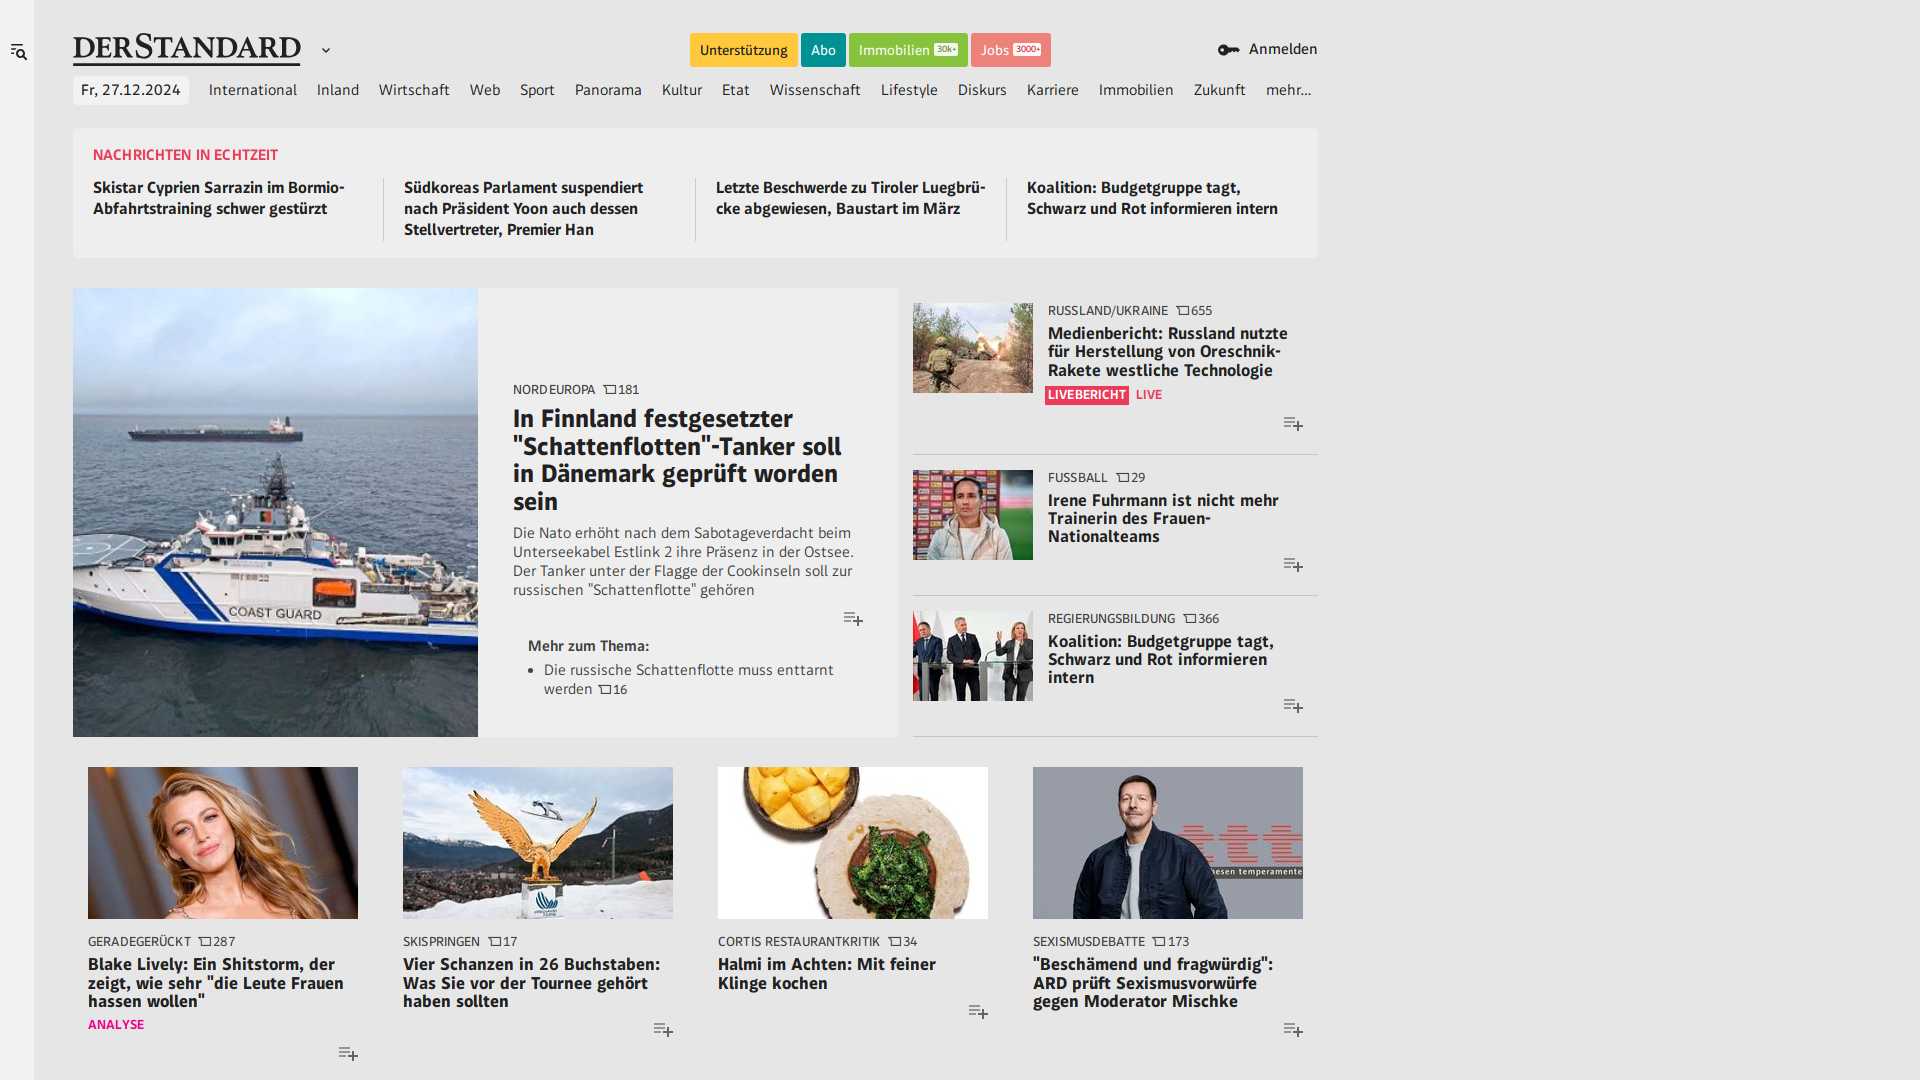 DERSTANDARD
Unterstützung
Abo
Immobilien 30k+
Jobs 3000+
Anmelden
Fr, 27.12.2024
International
Inland
Wirtschaft
Web
Sport
Panorama
Kultur
Etat
Wissenschaft
Lifestyle
Diskurs
Karriere
Immobilien
Zukunft
mehr...
NACHRICHTEN IN ECHTZEIT
Skistar Cyprien Sarrazin im Bormio-
Abfahrtstraining schwer gestürzt
Südkoreas Parlament suspendiert
nach Präsident Yoon auch dessen
Stellvertreter, Premier Han
Letzte Beschwerde zu Tiroler Luegbrü-
cke abgewiesen, Baustart im März
Koalition: Budgetgruppe tagt,
Schwarz und Rot informieren intern
COAST GUARD
NORDEUROPA 181
In Finnland festgesetzter
"Schattenflotten"-Tanker soll
in Dänemark geprüft worden
sein
Die Nato erhöht nach dem Sabotageverdacht beim
Unterseekabel Estlink 2 ihre Präsenz in der Ostsee.
Der Tanker unter der Flagge der Cookinseln soll zur
russischen "Schattenflotte" gehören
Mehr zum Thema:
• Die russische Schattenflotte muss enttarnt
werden 16
RUSSLAND/UKRAINE 655
Medienbericht: Russland nutzte
für Herstellung von Oreschnik-
Rakete westliche Technologie
LIVEBERICHT LIVE
FUSSBALL 29
Irene Fuhrmann ist nicht mehr
Trainerin des Frauen-
Nationalteams
REGIERUNGSBILDUNG 366
Koalition: Budgetgruppe tagt,
Schwarz und Rot informieren
intern
GERADEGERÜCKT 287
Blake Lively: Ein Shitstorm, der
zeigt, wie sehr "die Leute Frauen
hassen wollen"
ANALYSE
SKISPRINGEN 17
Vier Schanzen in 26 Buchstaben:
Was Sie vor der Tournee gehört
haben sollten
CORTIS RESTAURANTKRITIK 34
Halmi im Achten: Mit feiner
Klinge kochen
ttt
hesen temperamente
SEXISMUSDEBATTE 173
"Beschämend und fragwürdig":
ARD prüft Sexismusvorwürfe
gegen Moderator Mischke